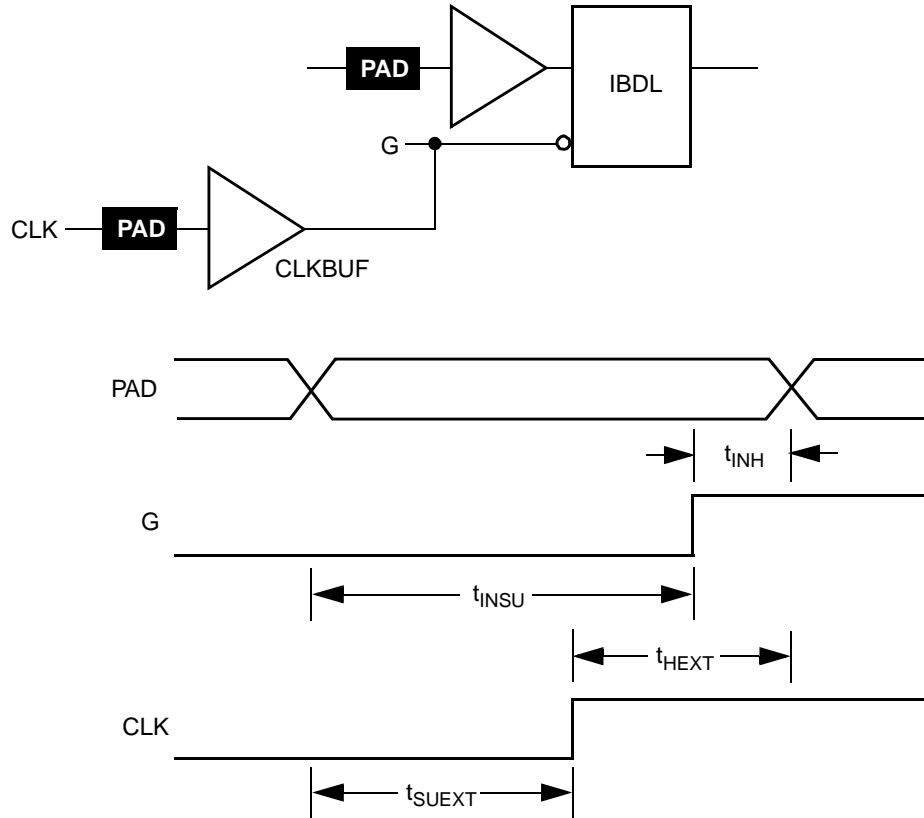 PAD
IBDL
G
CLK
PAD
CLKBUF
PAD
tINH
G
tINSU
tHEXT
CLK
tSUEXT